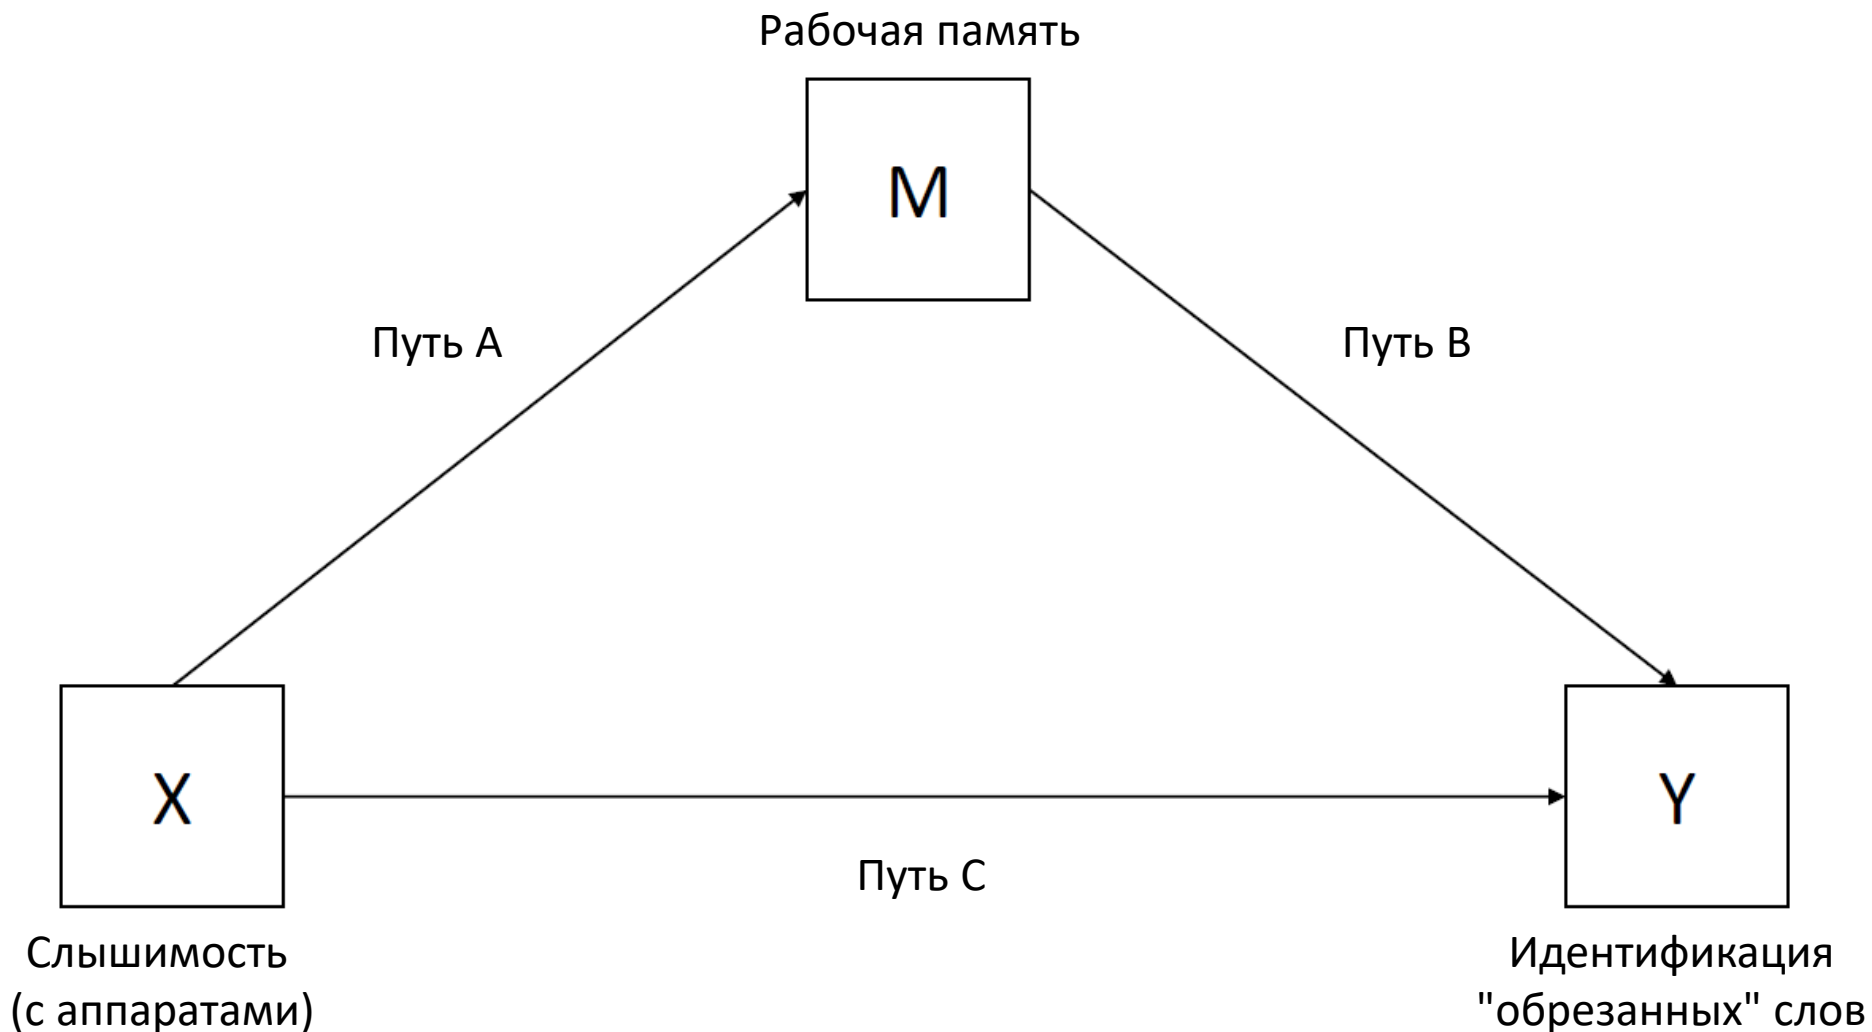 Рабочая память
M
Путь A
Путь B
X
Y
Путь C
Слышимость
(с аппаратами)
Идентификация
"обрезанных" слов